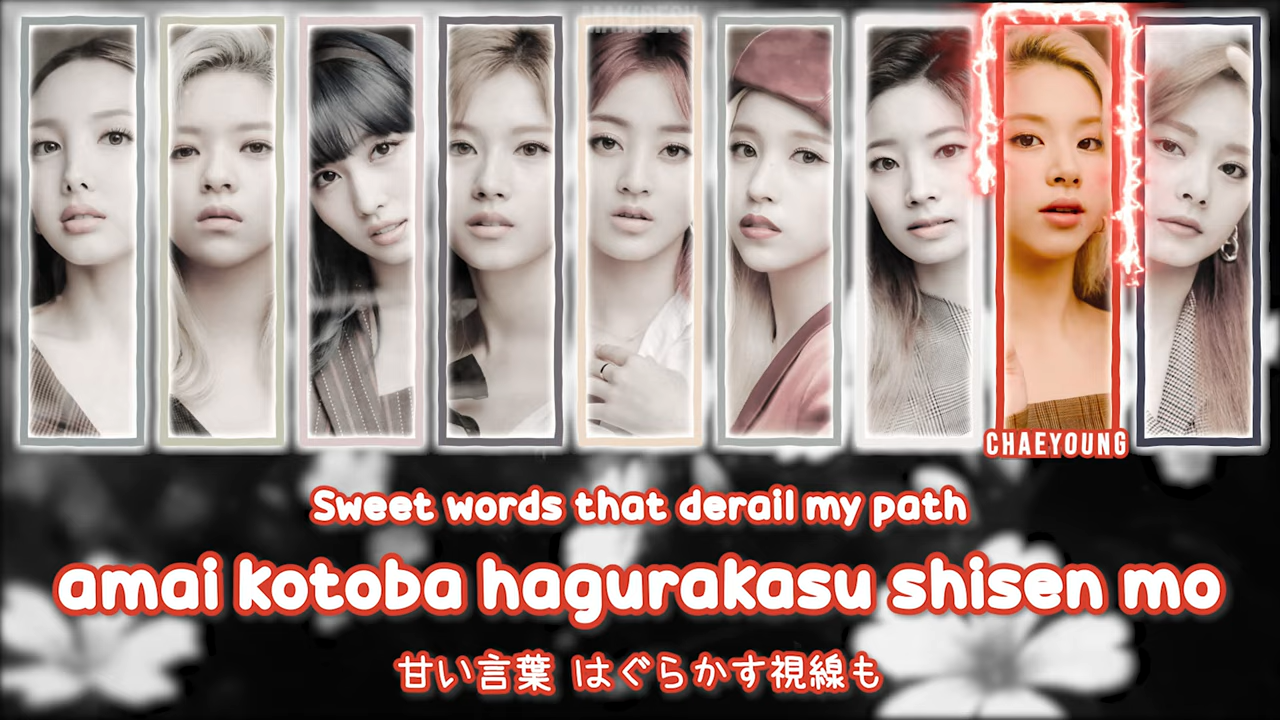 MAKIDESU
CHAEYOUNG
Sweet words that derail my path
amai kotoba hagurakasu shisen mo
甘い言葉 はぐらかす視線も